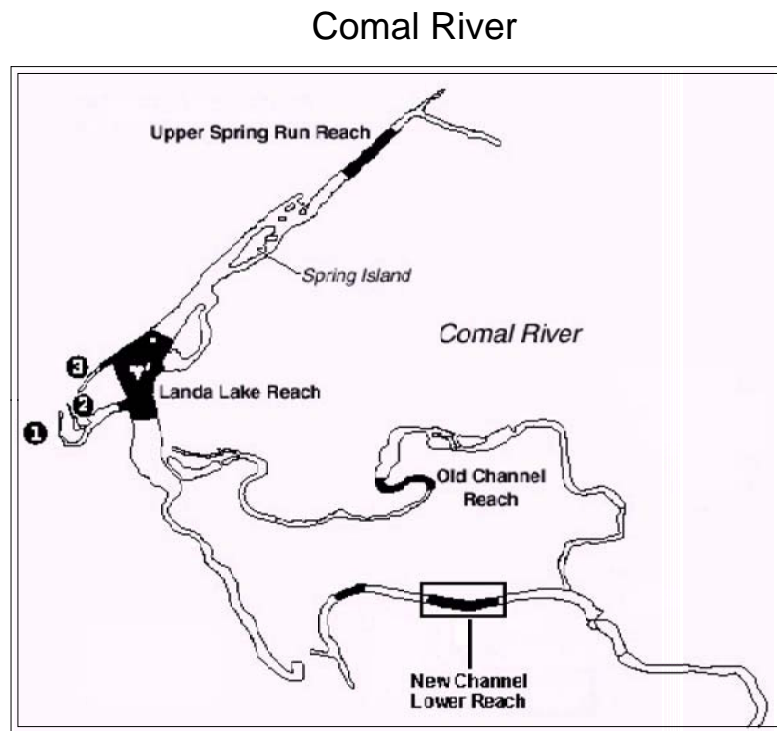 Comal River
Upper Spring Run Reach
Spring Island
Comal River
3
Landa Lake Reach
2
1
Old Channel
Reach
New Channel
Lower Reach